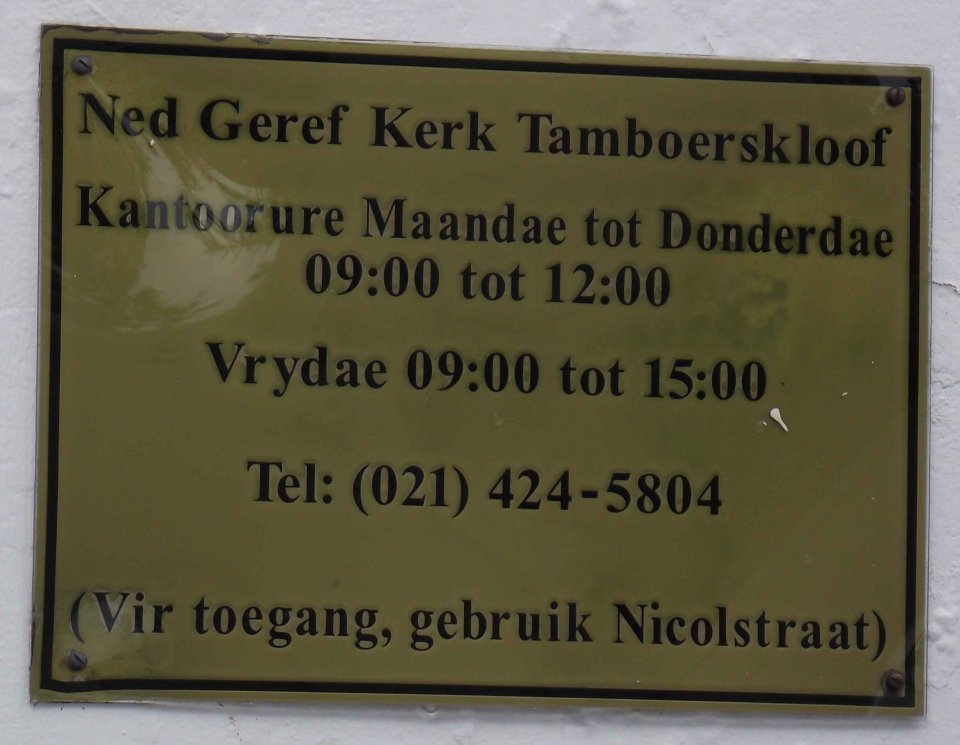 Ned Geref Kerk Tamboerskloof
Kantoorure Maandae tot Donderdae
09:00 tot 12:00
Vrydae 09:00 tot 15:00
Tel: (021) 424-5804
(Vir toegang, gebruik Nicolstraat)